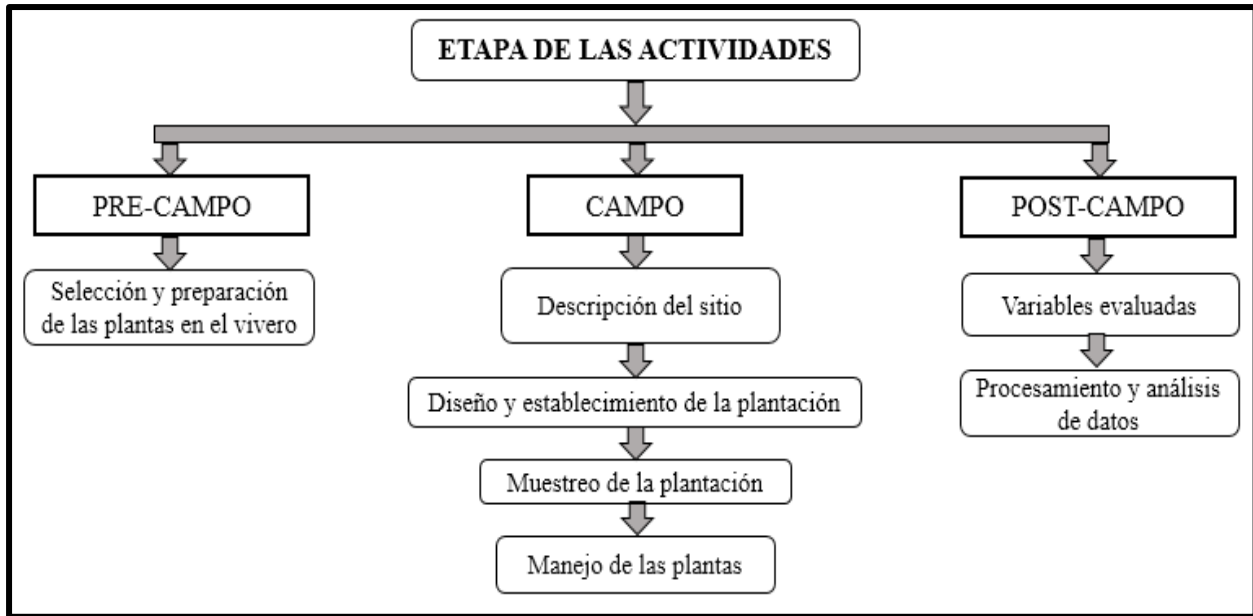 ETAPA DE LAS ACTIVIDADES
PRE-CAMPO
Selección y preparación
de las plantas en el vivero
CAMPO
Descripción del sitio
Diseño y establecimiento de la plantación
Muestreo de la plantación
Manejo de las plantas
POST-CAMPO
Variables evaluadas
Procesamiento y análisis
de datos